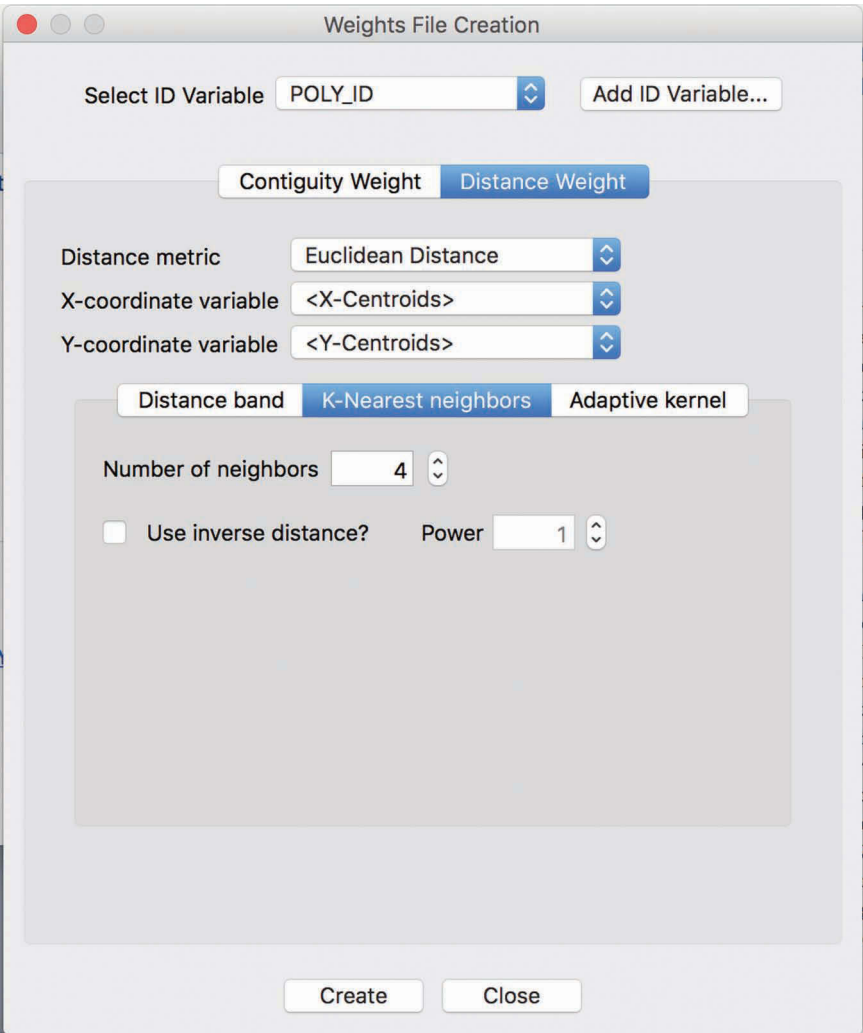 Weights File Creation
Select ID Variable POLY_ID Add ID Variable...
Contiguity Weight Distance Weight
Distance metric Euclidean Distance
X-coordinate variable <X-Centroids>
Y-coordinate variable <Y-Centroids>
Distance band K-Nearest neighbors Adaptive kernel
Number of neighbors 4
Use inverse distance? Power 1
Create Close